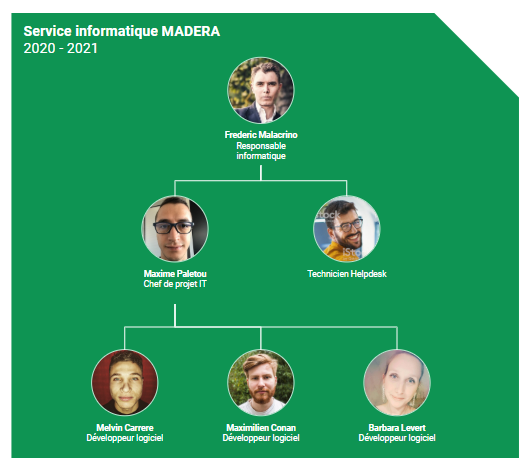 Service informatique MADERA
2020 - 2021
Frederic Malacrino
Responsable
informatique
Maxime Paletou
Chef de projet IT
Technicien Helpdesk
Melvin Carrere
Développeur logiciel
Maximilien Conan
Développeur logiciel
Barbara Levert
Développeur logiciel